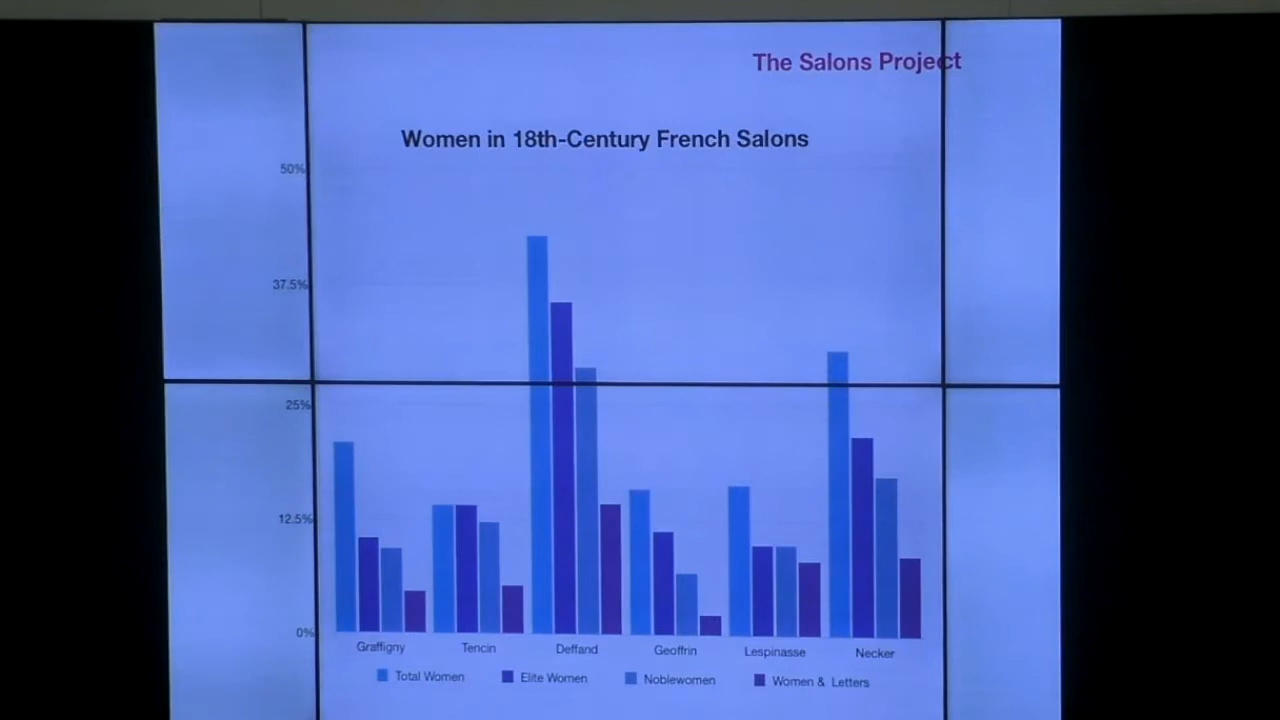 The Salons Project
Women in 18th-Century French Salons
50%
37.5%
25%
12.5%
0%
Graffigny Tencin Deffand Geoffrin Lespinasse Necker
Total Women Elite Women Noblewomen Women & Letters